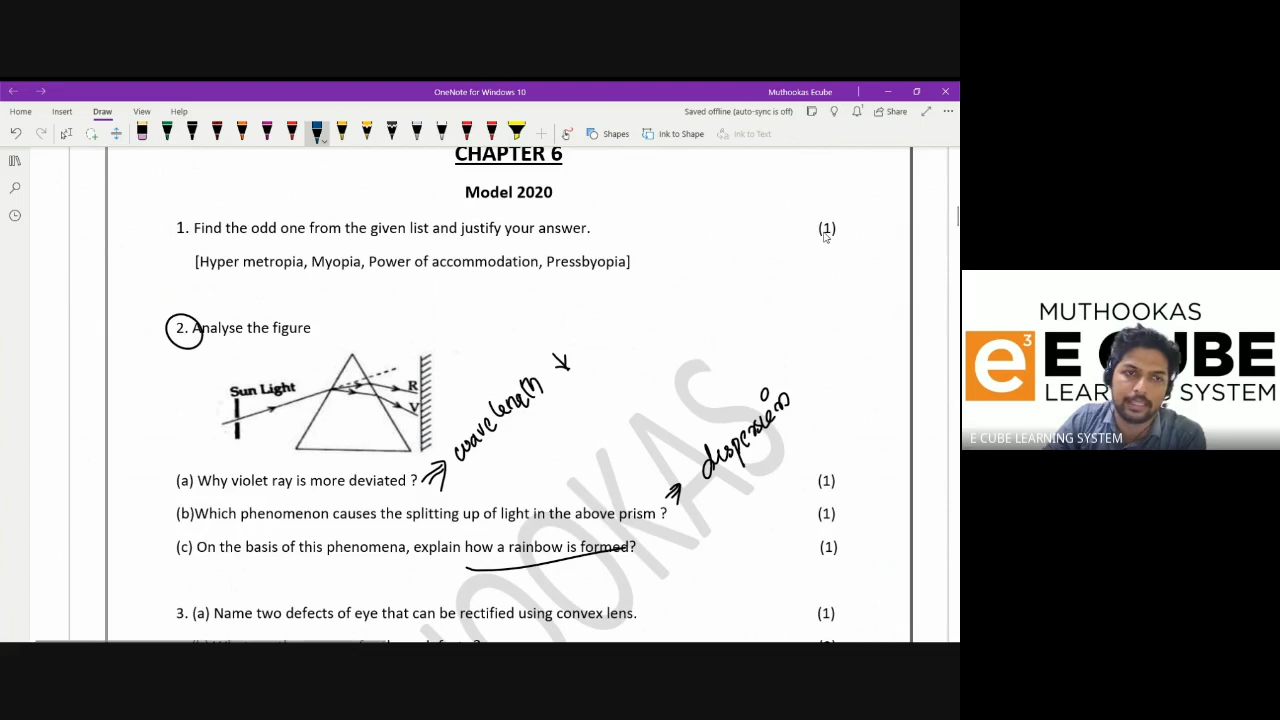 OneNote for Windows 10
Muthookas Ecube
Home Insert Draw View Help
Saved offline (auto-sync is off)
Share
Shapes
Ink to Shape
Ink to Text
CHAPTER 6
Model 2020
1. Find the odd one from the given list and justify your answer. (1)
[Hyper metropia, Myopia, Power of accommodation, Pressbyopia]
2. Analyse the figure
Sun Light
R
V
wavelength
dispersion
(a) Why violet ray is more deviated ? (1)
(b)Which phenomenon causes the splitting up of light in the above prism ? (1)
(c) On the basis of this phenomena, explain how a rainbow is formed? (1)
3. (a) Name two defects of eye that can be rectified using convex lens. (1)
MUTHOOKAS
e3 E CUBE
LEARNING SYSTEM
E CUBE LEARNING SYSTEM